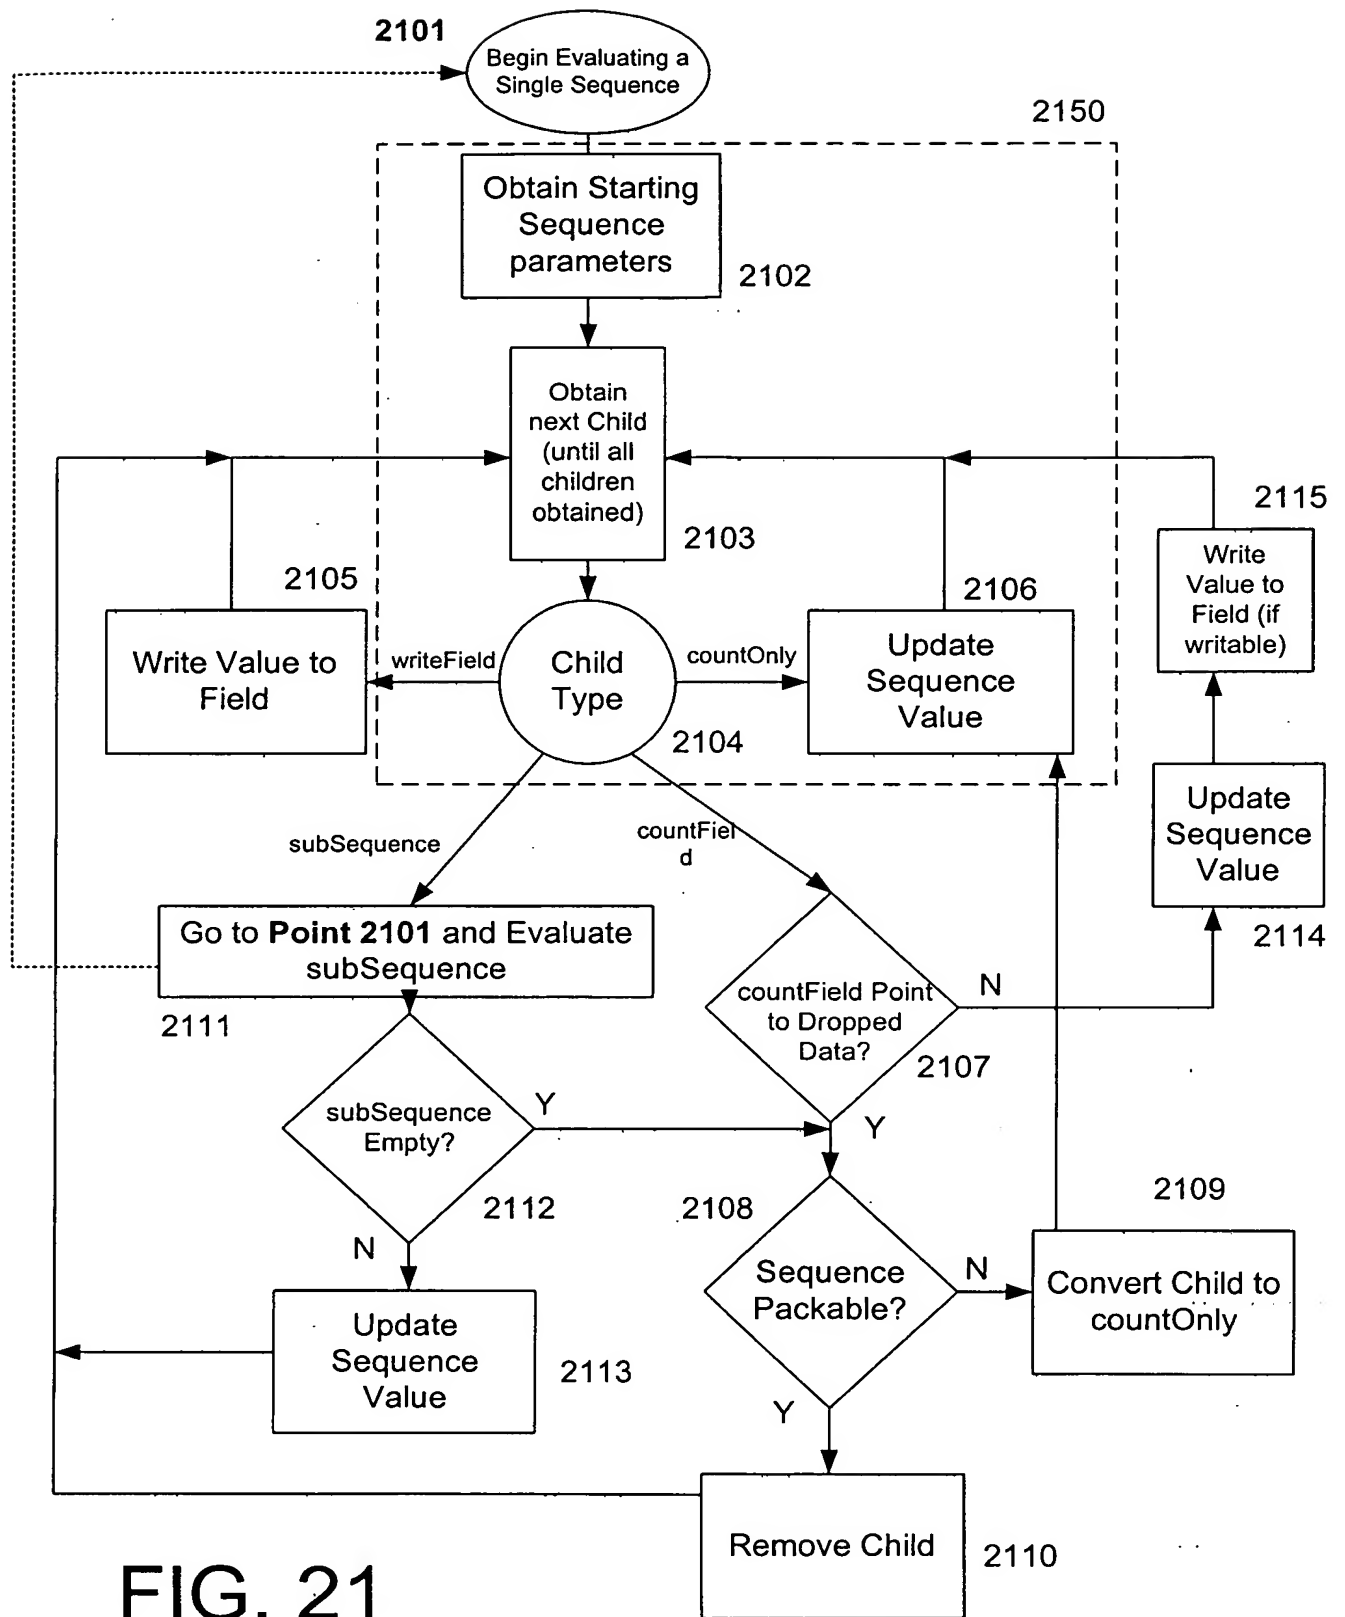 2101
Begin Evaluating a
Single Sequence
2150
Obtain Starting
Sequence
parameters
2102
Obtain
next Child
(until all
children
obtained)
2103
2115
Write
Value to
Field (if
writable)
2105
Write Value to
Field
writeField
Child
Type
2104
countOnly
2106
Update
Sequence
Value
Update
Sequence
Value
2114
subSequence
countFiel
d
Go to Point 2101 and Evaluate
subSequence
2111
countField Point
to Dropped
Data?
N
2107
Y
subSequence
Empty?
Y
2112
N
2108
Sequence
Packable?
N
2109
Convert Child to
countOnly
Update
Sequence
Value
2113
Y
Remove Child
2110
FIG. 21